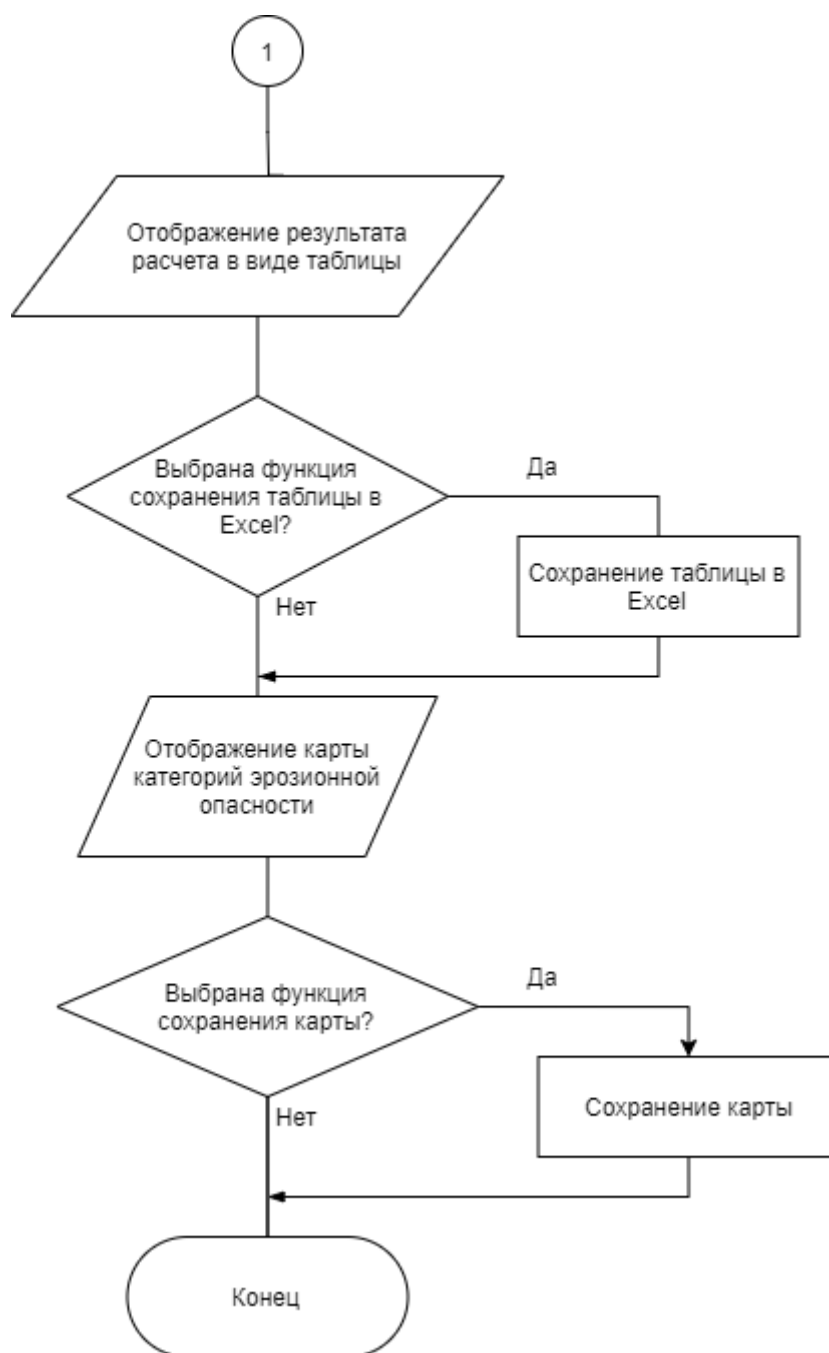 1
Отображение результата
расчета в виде таблицы
Выбрана функция
сохранения таблицы в
Excel?
Да
Сохранение таблицы в
Excel
Нет
Отображение карты
категорий эрозионной
опасности
Выбрана функция
сохранения карты?
Да
Сохранение карты
Нет
Конец